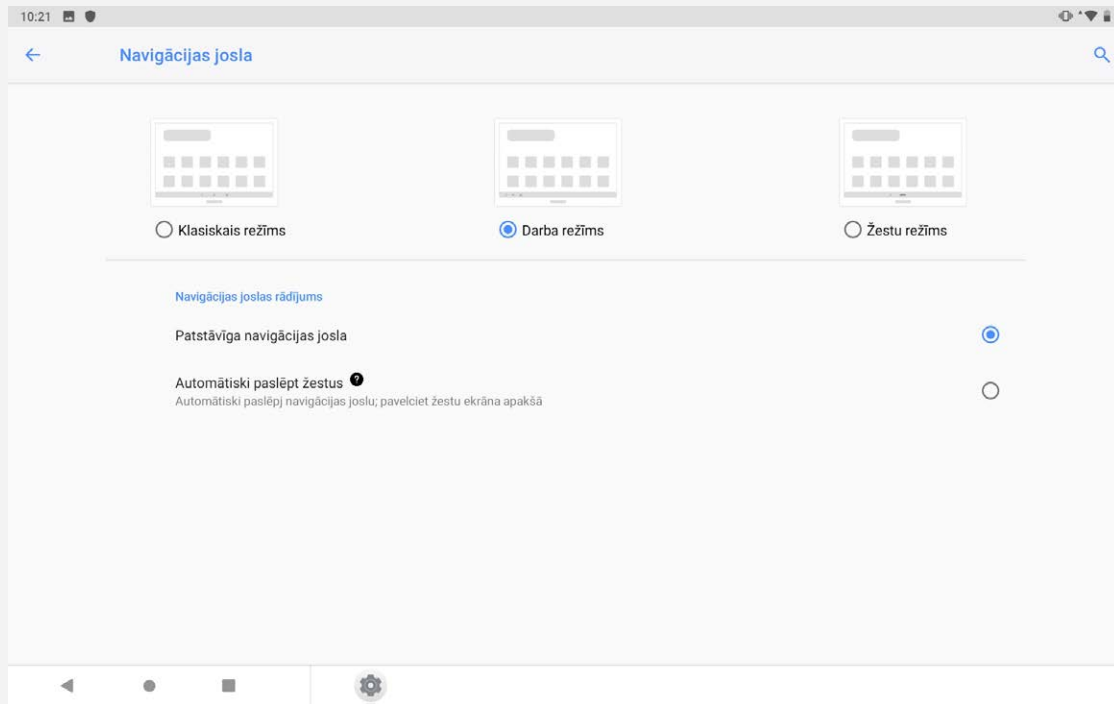 10:21
Navigācijas josla
Klasiskais režīms
Darba režīms
Žestu režīms
Navigācijas joslas rādījums
Patstāvīga navigācijas josla
Automātiski paslēpt žestus ?
Automātiski paslēpj navigācijas joslu; pavelciet žestu ekrāna apakšā